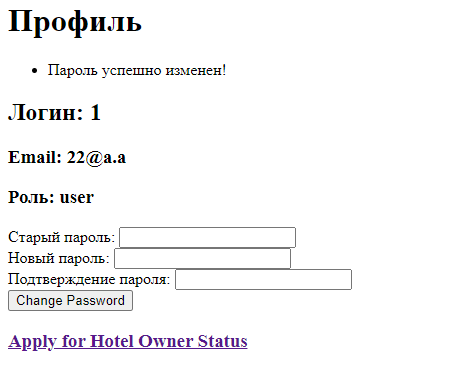 Профиль
Пароль успешно изменен!
Логин: 1
Email: 22@a.a
Роль: user
Старый пароль:
Новый пароль:
Подтверждение пароля:
Change Password
Apply for Hotel Owner Status